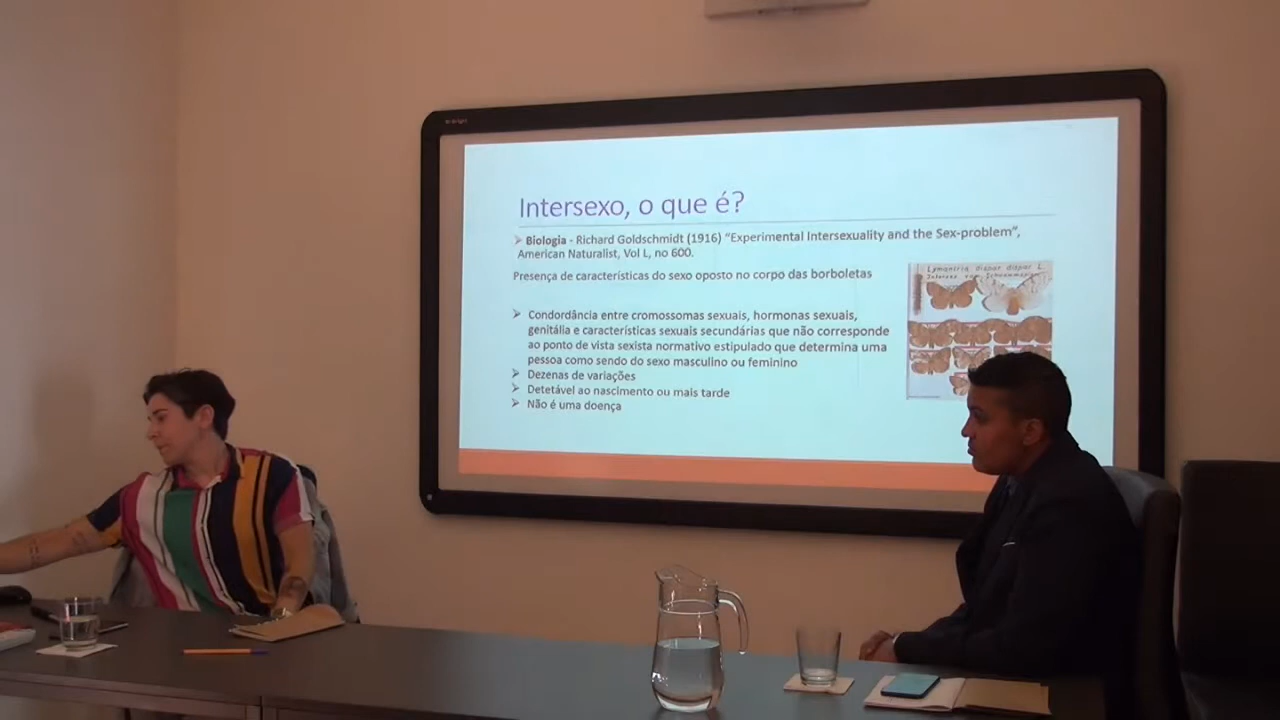 Intersexo, o que é?
Biologia - Richard Goldschmidt (1916) “Experimental Intersexuality and the Sex-problem”,
American Naturalist, Vol L, no 600.
Presença de características do sexo oposto no corpo das borboletas
Lymantria dispar dispar L.
Concordância entre cromossomas sexuais, hormonas sexuais,
genitália e características sexuais secundárias que não corresponde
ao ponto de vista sexista normativo estipulado que determina uma
pessoa como sendo do sexo masculino ou feminino
Dezenas de variações
Detetável ao nascimento ou mais tarde
Não é uma doença